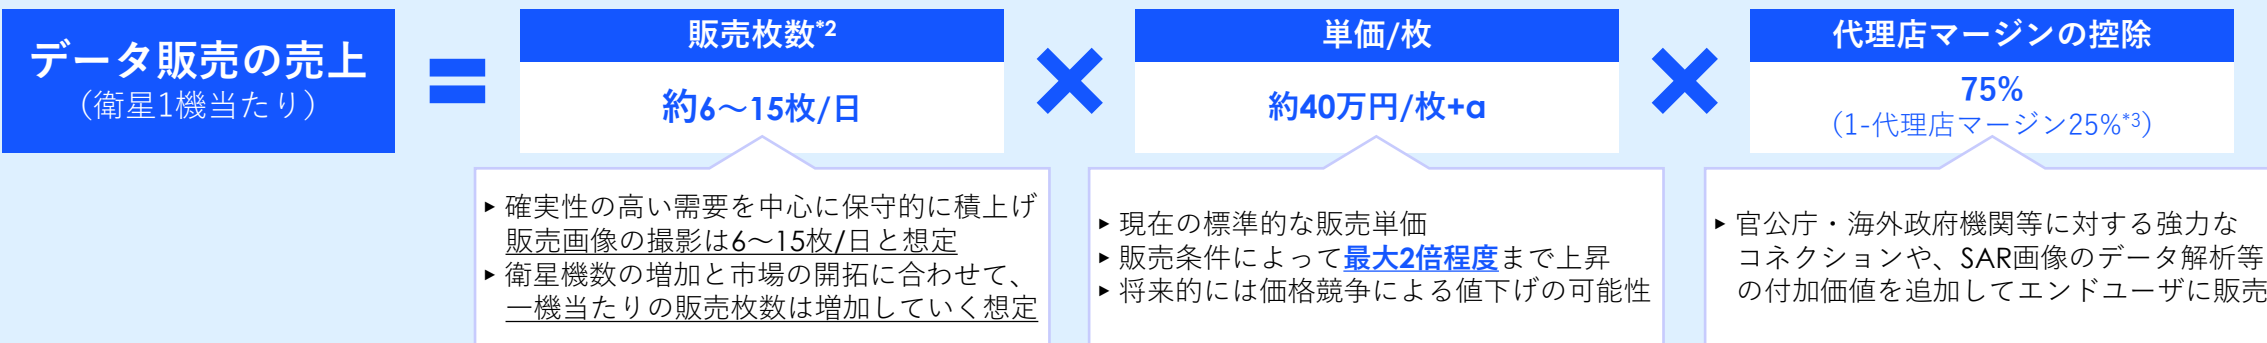 データ販売の売上
（衛星1機当たり）
=
販売枚数*2
約6～15枚/日
×
単価/枚
約40万円/枚+α
×
代理店マージンの控除
75%
（1-代理店マージン25%*3）
▸ 確実性の高い需要を中心に保守的に積上げ
販売画像の撮影は6～15枚/日と想定
▸ 衛星機数の増加と市場の開拓に合わせて、
一機当たりの販売枚数は増加していく想定
▸ 現在の標準的な販売単価
▸ 販売条件によって最大2倍程度まで上昇
▸ 将来的には価格競争による値下げの可能性
▸ 官公庁・海外政府機関等に対する強力な
コネクションや、SAR画像のデータ解析等
の付加価値を追加してエンドユーザに販売